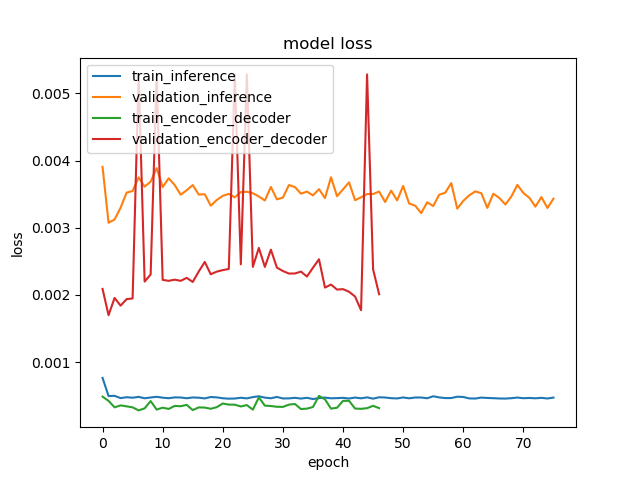 model loss
train_inference
validation_inference
train_encoder_decoder
validation_encoder_decoder
loss
0.005
0.004
0.003
0.002
0.001
0 10 20 30 40 50 60 70
epoch